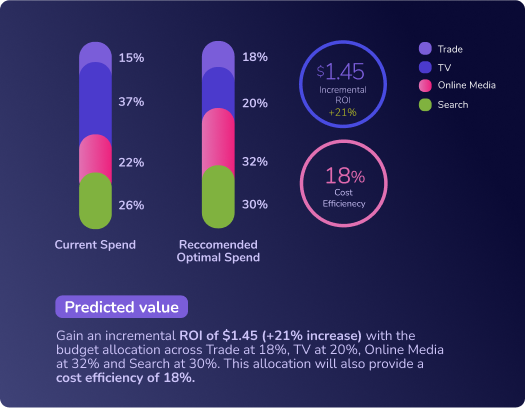 15%
37%
22%
26%
Current Spend
18%
20%
32%
30%
Reccomended
Optimal Spend
$1.45
Incremental
ROI
+21%
18%
Cost
Efficienecy
Trade
TV
Online Media
Search
Predicted value
Gain an incremental ROI of $1.45 (+21% increase) with the
budget allocation across Trade at 18%, TV at 20%, Online Media
at 32% and Search at 30%. This allocation will also provide a
cost efficiency of 18%.